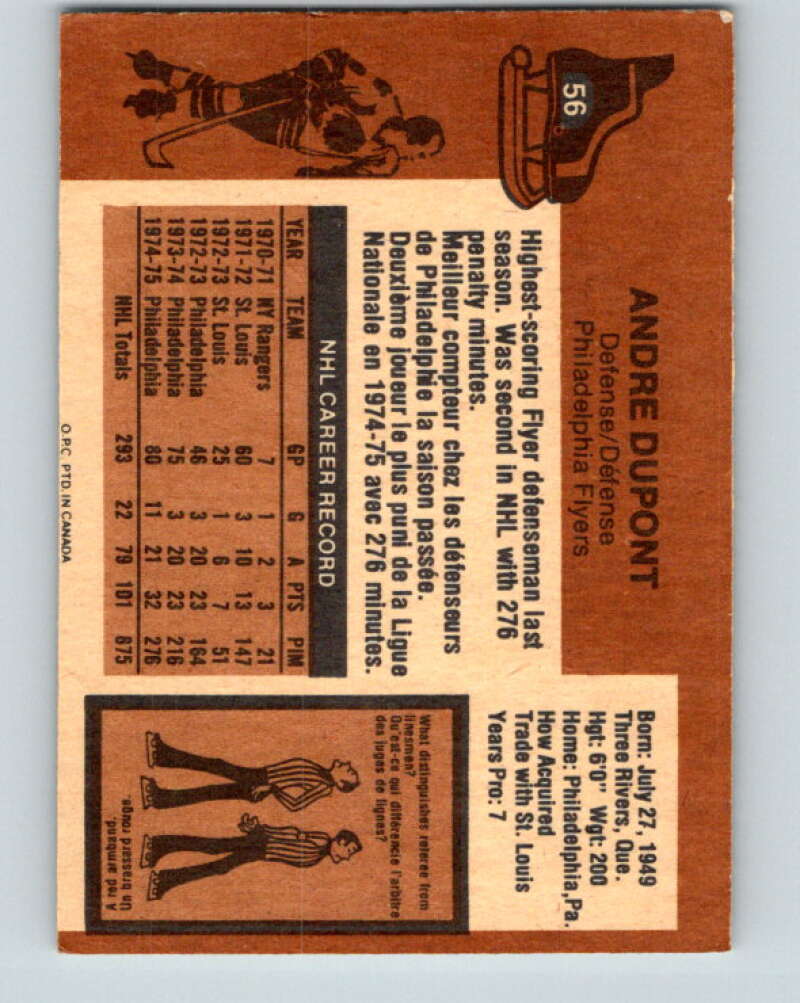 56
ANDRE DUPONT
Defense/Défense
Philadelphia Flyers
Highest-scoring Flyer defenseman last
season. Was second in NHL with 276
penalty minutes.
Meilleur compteur chez les défenseurs
de Philadelphie la saison passée.
Deuxième joueur le plus puni de la Ligue
Nationale en 1974-75 avec 276 minutes.
NHL CAREER RECORD
YEAR TEAM GP G A PTS PIM
1970-71 NY Rangers 7 1 2 3 21
1971-72 St. Louis 60 3 10 13 147
1972-73 St. Louis 25 1 6 7 51
1972-73 Philadelphia 46 3 20 23 164
1973-74 Philadelphia 75 3 20 23 216
1974-75 Philadelphia 80 11 21 32 276
NHL Totals 293 22 79 101 875
O.P.C. PTD. IN CANADA
Born: July 27, 1949
Three Rivers, Que.
Hgt: 6'0" Wgt: 200
Home: Philadelphia, Pa.
How Acquired
Trade with St. Louis
Years Pro: 7
What distinguishes referee from
linesmen?
Qu'est-ce qui différencie l'arbitre
des juges de lignes?
A red armband.
Un brassard rouge.